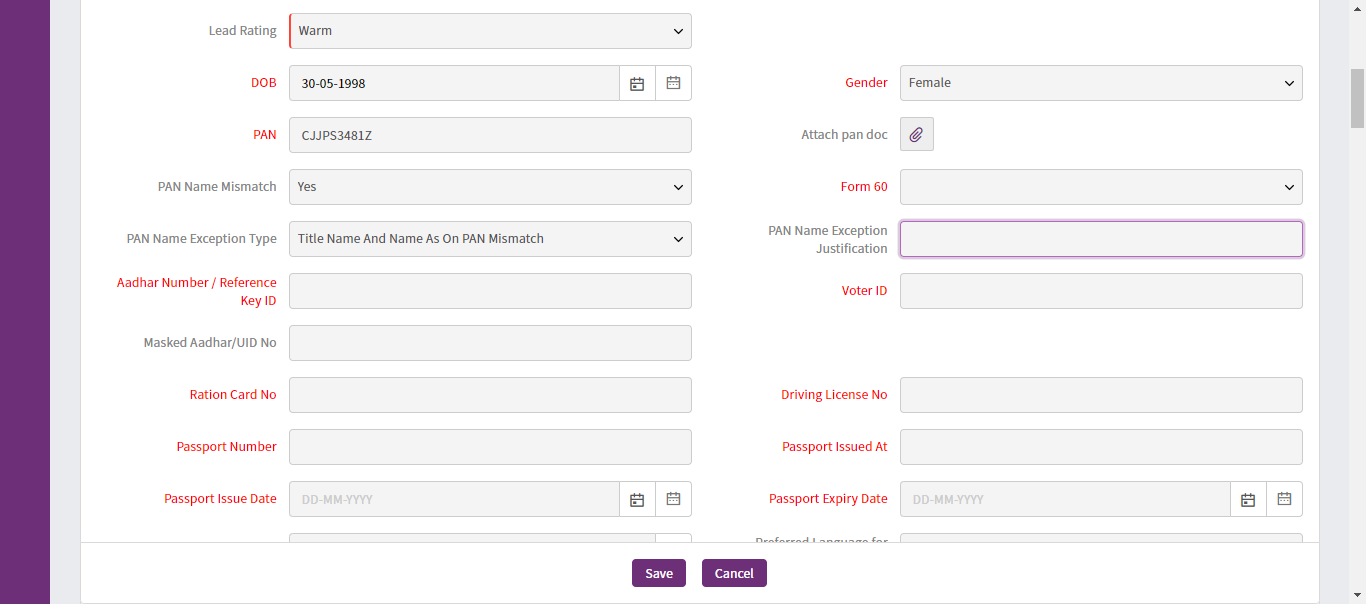 Lead Rating Warm
DOB 30-05-1998 Gender Female
PAN CJJPS3481Z Attach pan doc
PAN Name Mismatch Yes Form 60
PAN Name Exception Type Title Name And Name As On PAN Mismatch PAN Name Exception
Justification
Aadhar Number / Reference
Key ID Voter ID
Masked Aadhar/UID No
Ration Card No Driving License No
Passport Number Passport Issued At
Passport Issue Date DD-MM-YYYY Passport Expiry Date DD-MM-YYYY
Preferred Language for
Save Cancel